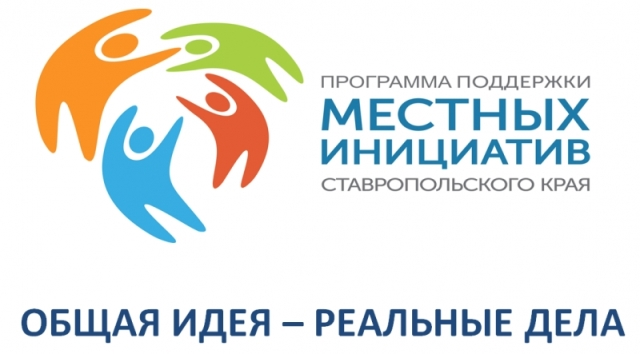 ПРОГРАММА ПОДДЕРЖКИ
МЕСТНЫХ
ИНИЦИАТИВ
СТАВРОПОЛЬСКОГО КРАЯ
ОБЩАЯ ИДЕЯ – РЕАЛЬНЫЕ ДЕЛА